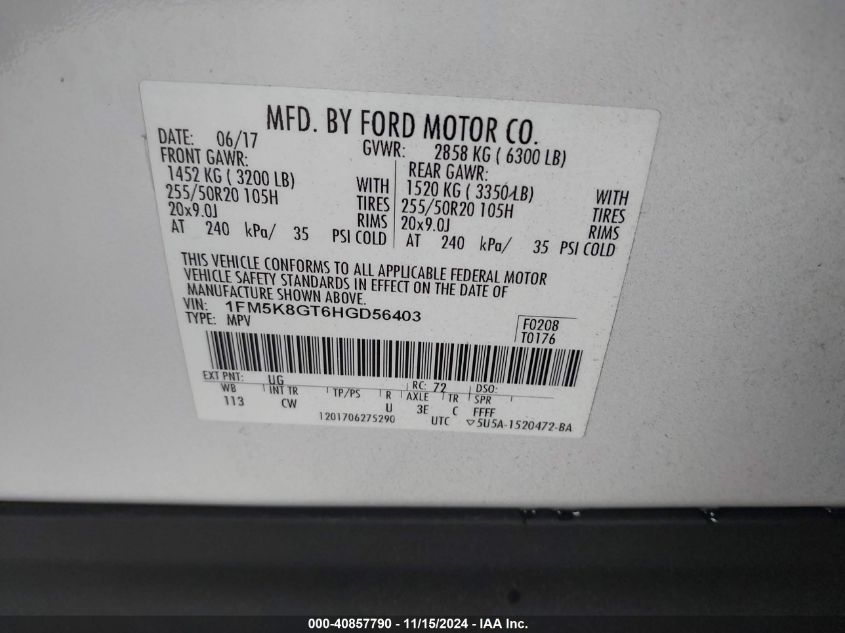 MFD. BY FORD MOTOR CO.
DATE: 06/17 GVWR: 2858 KG ( 6300 LB)
FRONT GAWR: REAR GAWR:
1452 KG ( 3200 LB) WITH 1520 KG ( 3350 LB) WITH
255/50R20 105H TIRES 255/50R20 105H TIRES
20x9.0J RIMS 20x9.0J RIMS
AT 240 kPa/ 35 PSI COLD AT 240 kPa/ 35 PSI COLD
THIS VEHICLE CONFORMS TO ALL APPLICABLE FEDERAL MOTOR
VEHICLE SAFETY STANDARDS IN EFFECT ON THE DATE OF
MANUFACTURE SHOWN ABOVE.
VIN: 1FM5K8GT6HGD56403 F0208
TYPE: MPV T0176
EXT PNT: UG RC: 72 DSO:
WB INT TR TP/PS R AXLE TR SPR
113 CW U 3E C FFFF
1201706275290 UTC ▽5U5A-1520472-BA
000-40857790 - 11/15/2024 - IAA Inc.